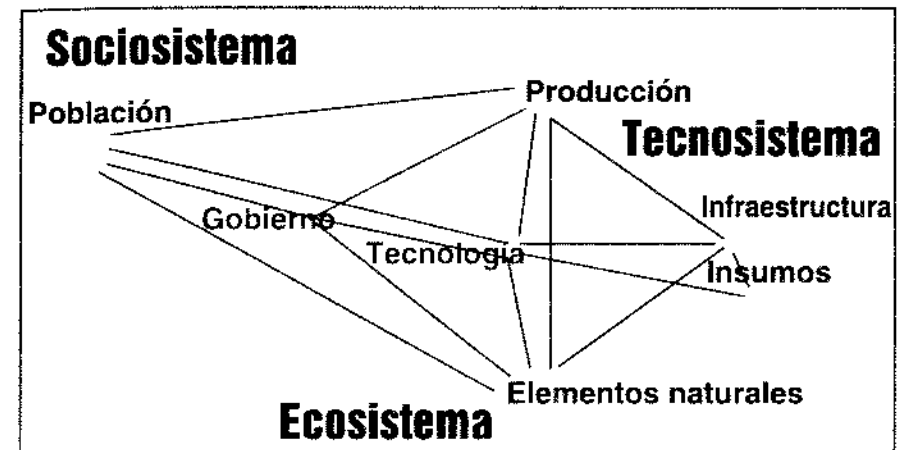 Sociosistema
Producción
Población
Tecnosistema
Infraestructura
Gobierno
Tecnología
Insumos
Elementos naturales
Ecosistema